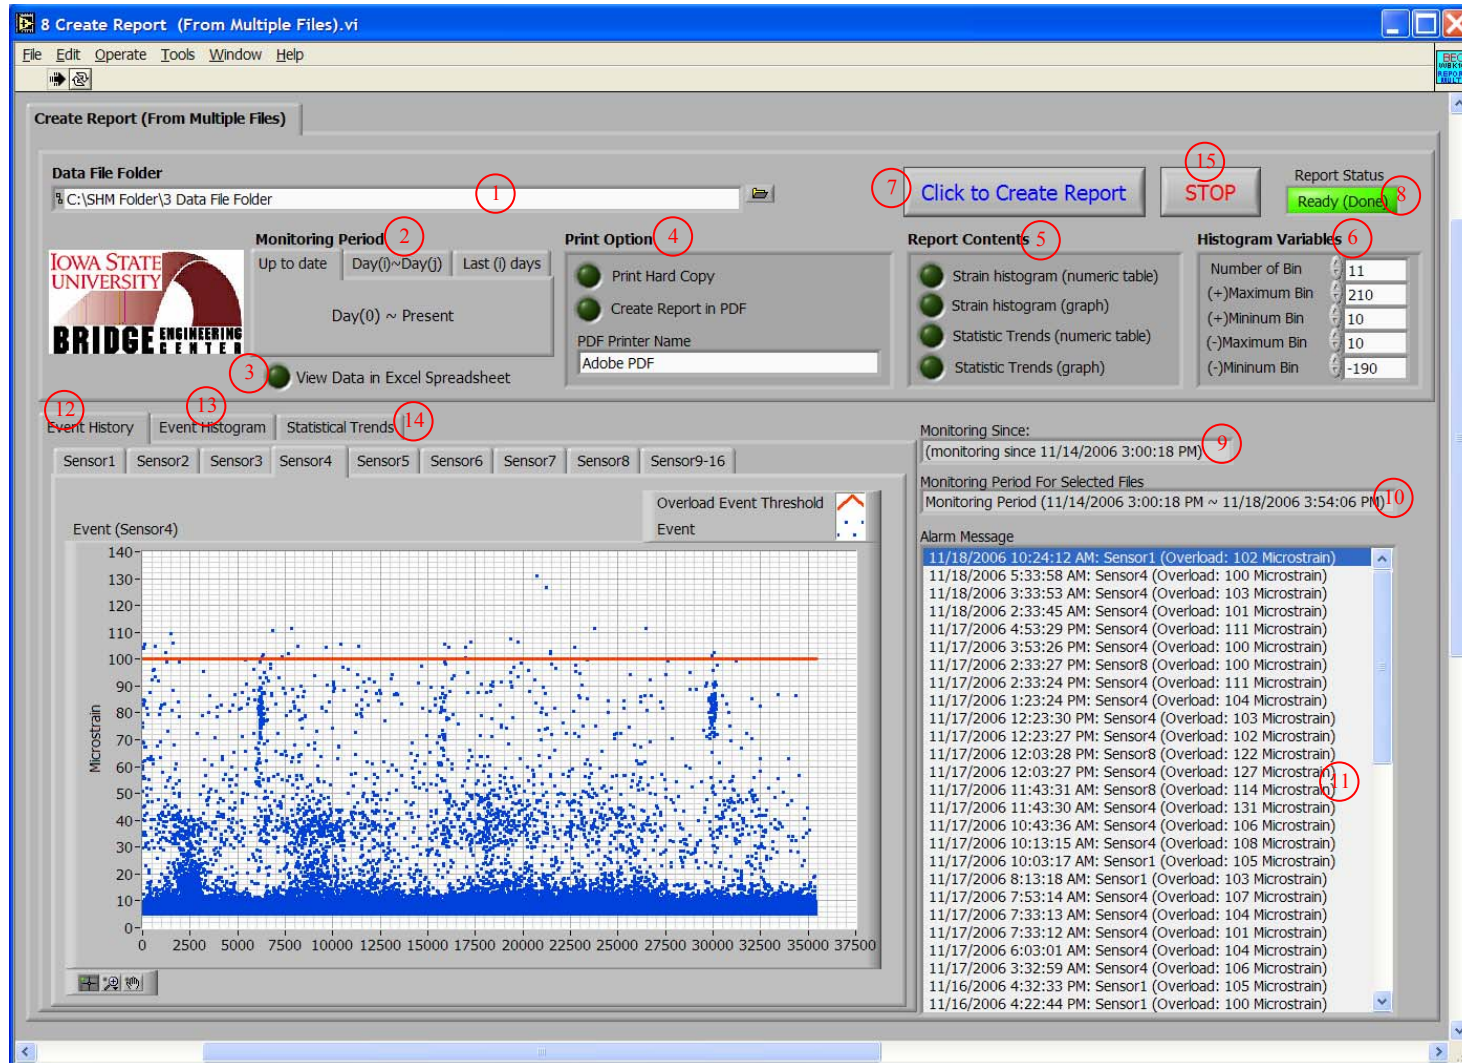 8 Create Report (From Multiple Files).vi
File Edit Operate Tools Window Help
BEC
REPOR
MULT
Create Report (From Multiple Files)
Data File Folder
C:\SHM Folder\3 Data File Folder
1
7
Click to Create Report
15
STOP
Report Status
Ready (Done)
8
IOWA STATE
UNIVERSITY
BRIDGE ENGINEERING
CENTER
Monitoring Period
2
Up to date Day(i)~Day(j) Last (i) days
Day(0) ~ Present
3
View Data in Excel Spreadsheet
Print Option
4
Print Hard Copy
Create Report in PDF
PDF Printer Name
Adobe PDF
Report Contents
5
Strain histogram (numeric table)
Strain histogram (graph)
Statistic Trends (numeric table)
Statistic Trends (graph)
Histogram Variables
6
Number of Bin 11
(+)Maximum Bin 210
(+)Mininum Bin 10
(-)Maximum Bin 10
(-)Mininum Bin -190
12
13
14
Event History Event Histogram Statistical Trends
Sensor1 Sensor2 Sensor3 Sensor4 Sensor5 Sensor6 Sensor7 Sensor8 Sensor9-16
Overload Event Threshold
Event
Event (Sensor4)
140
130
120
110
100
90
80
70
60
50
40
30
20
10
0
Microstrain
0 2500 5000 7500 10000 12500 15000 17500 20000 22500 25000 27500 30000 32500 35000 37500
Monitoring Since:
(monitoring since 11/14/2006 3:00:18 PM)
9
Monitoring Period For Selected Files
Monitoring Period (11/14/2006 3:00:18 PM ~ 11/18/2006 3:54:06 PM)
10
Alarm Message
11/18/2006 10:24:12 AM: Sensor1 (Overload: 102 Microstrain)
11/18/2006 5:33:58 AM: Sensor4 (Overload: 100 Microstrain)
11/18/2006 3:33:53 AM: Sensor4 (Overload: 103 Microstrain)
11/18/2006 2:33:45 AM: Sensor4 (Overload: 101 Microstrain)
11/17/2006 4:53:29 PM: Sensor4 (Overload: 111 Microstrain)
11/17/2006 3:53:26 PM: Sensor4 (Overload: 100 Microstrain)
11/17/2006 2:33:27 PM: Sensor8 (Overload: 100 Microstrain)
11/17/2006 2:33:24 PM: Sensor4 (Overload: 111 Microstrain)
11/17/2006 1:23:24 PM: Sensor4 (Overload: 104 Microstrain)
11/17/2006 12:23:30 PM: Sensor4 (Overload: 103 Microstrain)
11/17/2006 12:23:27 PM: Sensor4 (Overload: 102 Microstrain)
11/17/2006 12:03:28 PM: Sensor8 (Overload: 122 Microstrain)
11/17/2006 12:03:27 PM: Sensor4 (Overload: 127 Microstrain)
11/17/2006 11:43:31 AM: Sensor8 (Overload: 114 Microstrain)
11/17/2006 11:43:30 AM: Sensor4 (Overload: 131 Microstrain)
11/17/2006 10:43:36 AM: Sensor4 (Overload: 106 Microstrain)
11/17/2006 10:13:15 AM: Sensor4 (Overload: 108 Microstrain)
11/17/2006 10:03:17 AM: Sensor1 (Overload: 105 Microstrain)
11/17/2006 8:13:18 AM: Sensor1 (Overload: 103 Microstrain)
11/17/2006 7:53:14 AM: Sensor4 (Overload: 107 Microstrain)
11/17/2006 7:33:13 AM: Sensor4 (Overload: 104 Microstrain)
11/17/2006 7:33:12 AM: Sensor4 (Overload: 101 Microstrain)
11/17/2006 6:03:01 AM: Sensor4 (Overload: 104 Microstrain)
11/17/2006 3:32:59 AM: Sensor4 (Overload: 106 Microstrain)
11/16/2006 4:32:33 PM: Sensor1 (Overload: 105 Microstrain)
11/16/2006 4:22:44 PM: Sensor1 (Overload: 100 Microstrain)
11